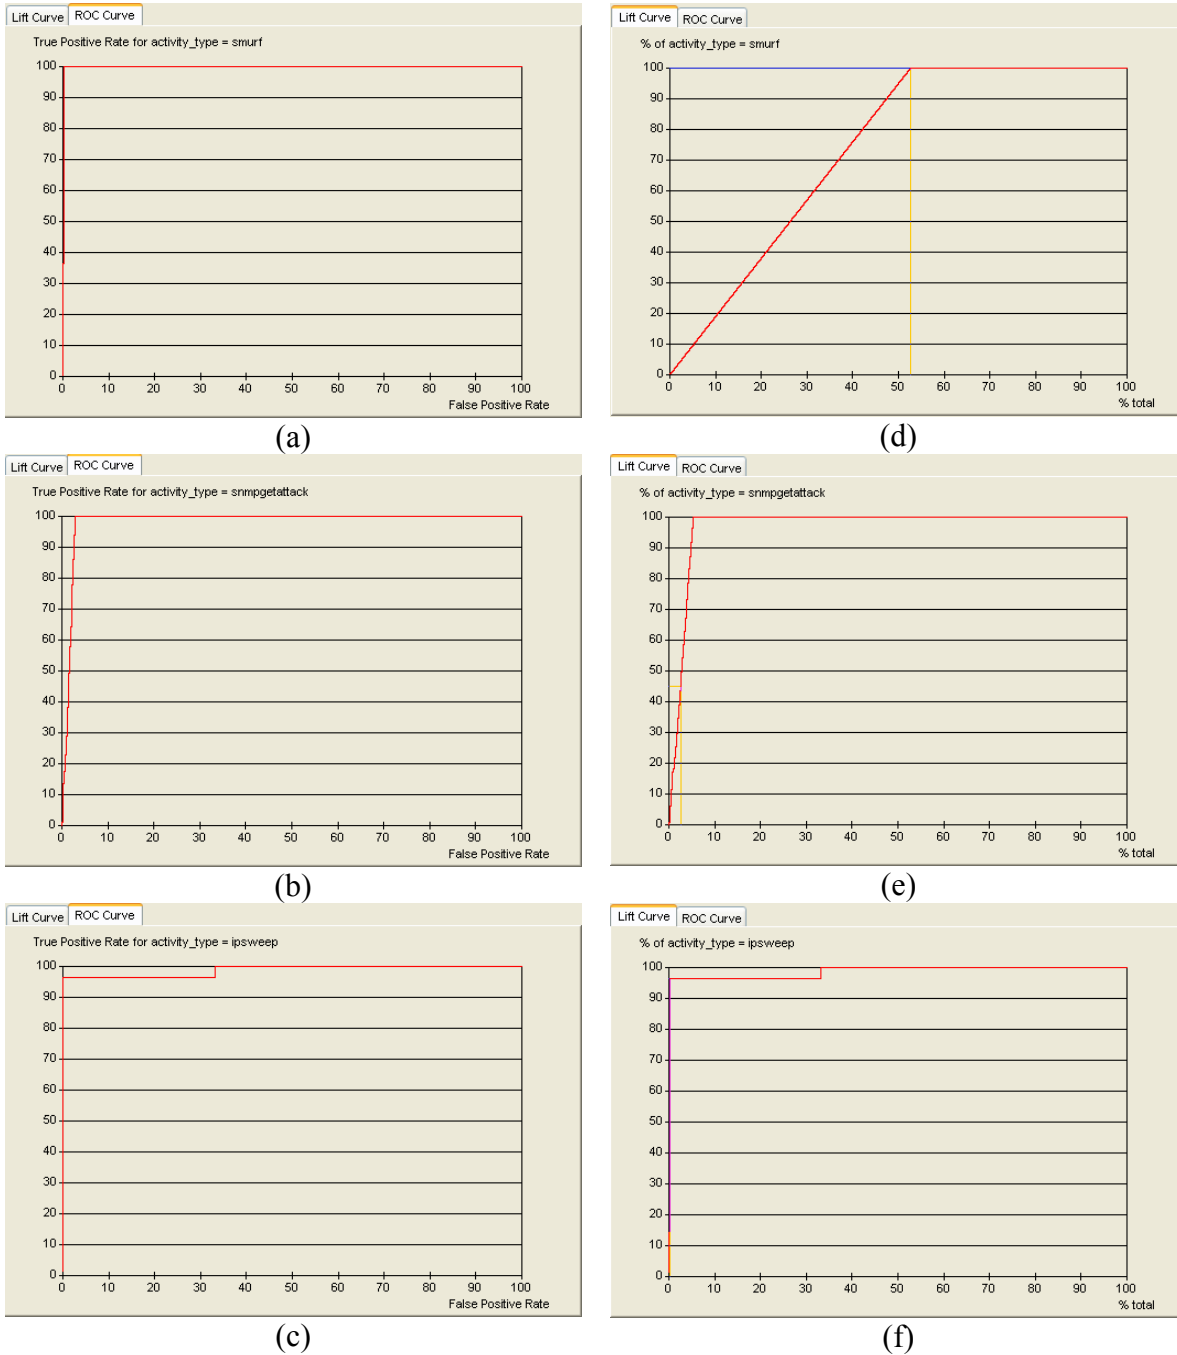 Lift Curve ROC Curve
True Positive Rate for activity_type = smurf
100
90
80
70
60
50
40
30
20
10
0
0 10 20 30 40 50 60 70 80 90 100
False Positive Rate
(a)
Lift Curve ROC Curve
% of activity_type = smurf
100
90
80
70
60
50
40
30
20
10
0
0 10 20 30 40 50 60 70 80 90 100
% total
(d)
Lift Curve ROC Curve
True Positive Rate for activity_type = snmpgetattack
100
90
80
70
60
50
40
30
20
10
0
0 10 20 30 40 50 60 70 80 90 100
False Positive Rate
(b)
Lift Curve ROC Curve
% of activity_type = snmpgetattack
100
90
80
70
60
50
40
30
20
10
0
0 10 20 30 40 50 60 70 80 90 100
% total
(e)
Lift Curve ROC Curve
True Positive Rate for activity_type = ipsweep
100
90
80
70
60
50
40
30
20
10
0
0 10 20 30 40 50 60 70 80 90 100
False Positive Rate
(c)
Lift Curve ROC Curve
% of activity_type = ipsweep
100
90
80
70
60
50
40
30
20
10
0
0 10 20 30 40 50 60 70 80 90 100
% total
(f)